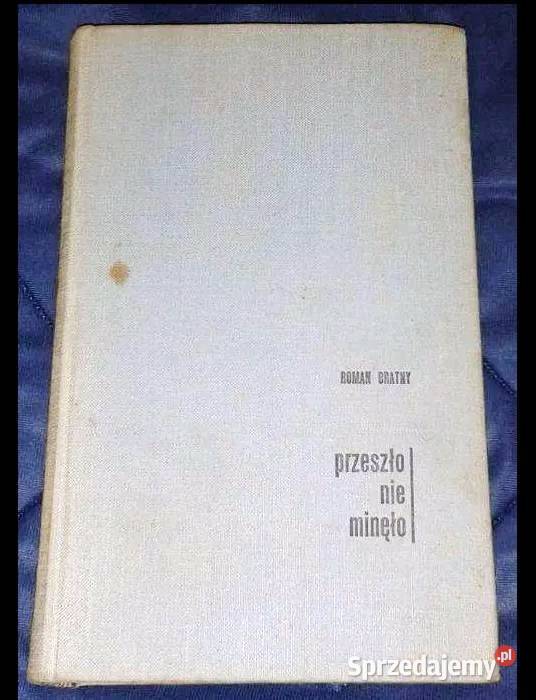 ROMAN BRATNY
przeszło
nie
minęło
Sprzedajemy.pl